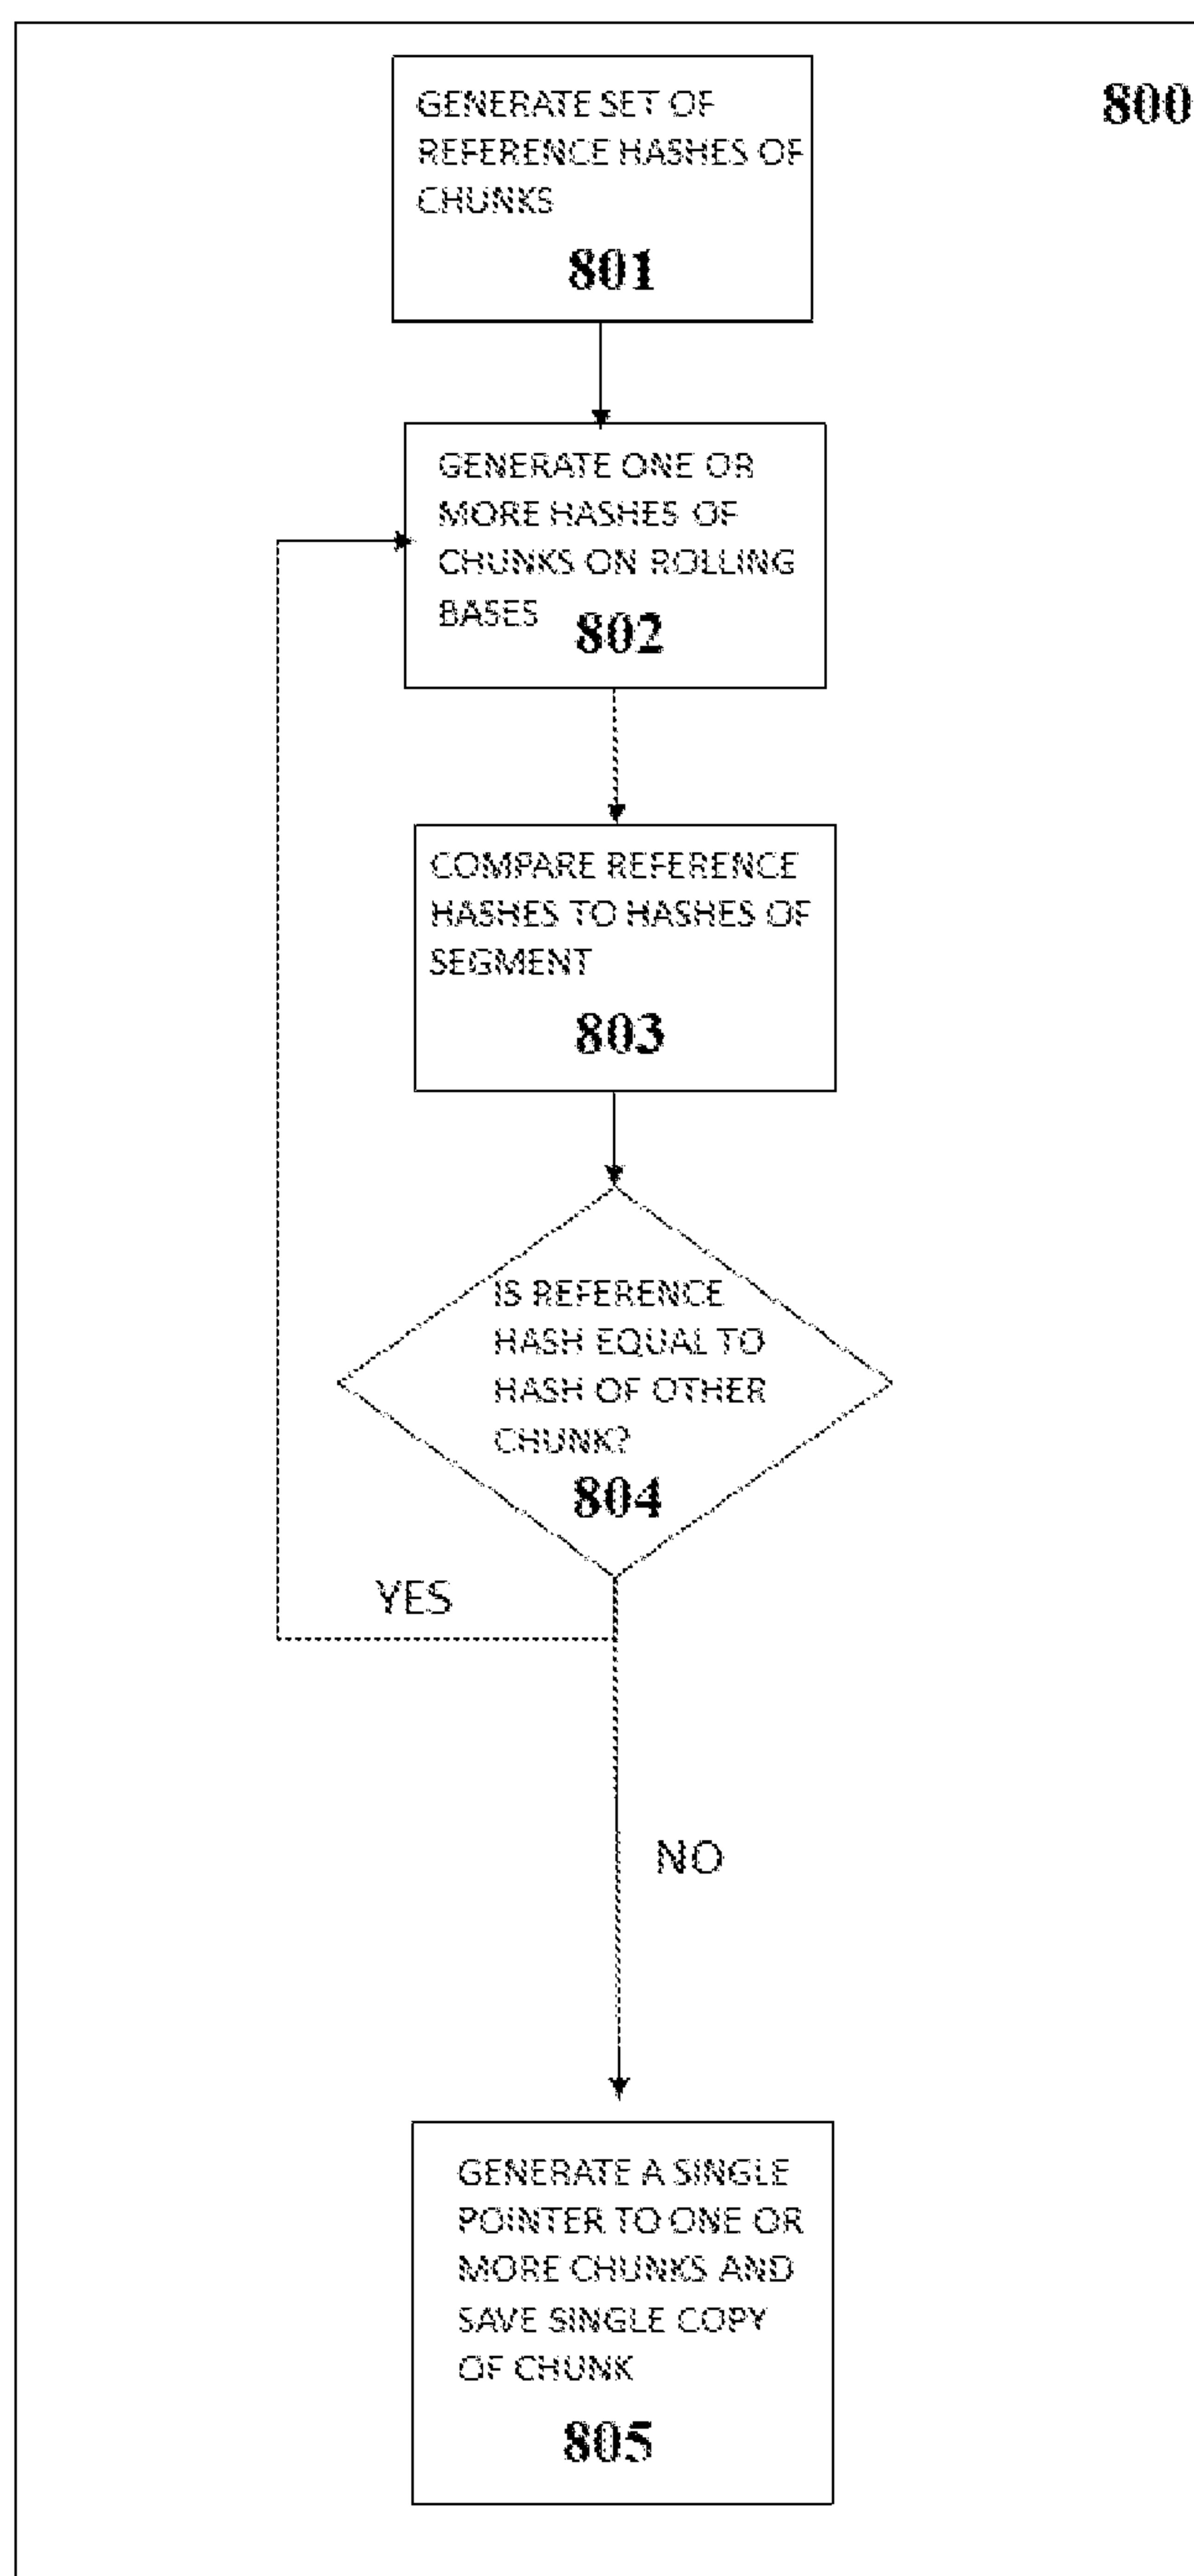 800
GENERATE SET OF
REFERENCE HASHES OF
CHUNKS
801
GENERATE ONE OR
MORE HASHES OF
CHUNKS ON ROLLING
BASES
802
COMPARE REFERENCE
HASHES TO HASHES OF
SEGMENT
803
IS REFERENCE
HASH EQUAL TO
HASH OF OTHER
CHUNK?
804
YES
NO
GENERATE A SINGLE
POINTER TO ONE OR
MORE CHUNKS AND
SAVE SINGLE COPY
OF CHUNK
805